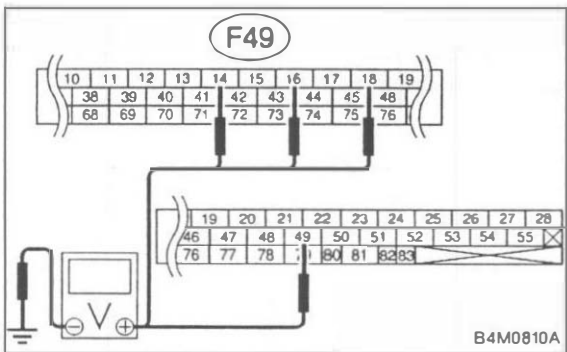 F49
10 11 12 13 14 15 16 17 18 19
38 39 40 41 42 43 44 45 48
68 69 70 71 72 73 74 75 76
19 20 21 22 23 24 25 26 27 28
46 47 48 49 50 51 52 53 54 55
76 77 78 80 81 82 83
V
B4M0810A